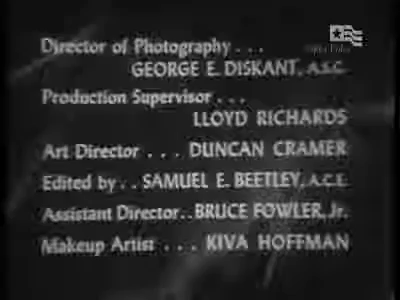 Director of Photography . . .
GEORGE E. DISKANT, A.S.C.
Production Supervisor . . .
LLOYD RICHARDS
Art Director . . . DUNCAN CRAMER
Edited by . . SAMUEL E. BEETLEY, A.C.E.
Assistant Director . . BRUCE FOWLER, Jr.
Makeup Artist . . . KIVA HOFFMAN